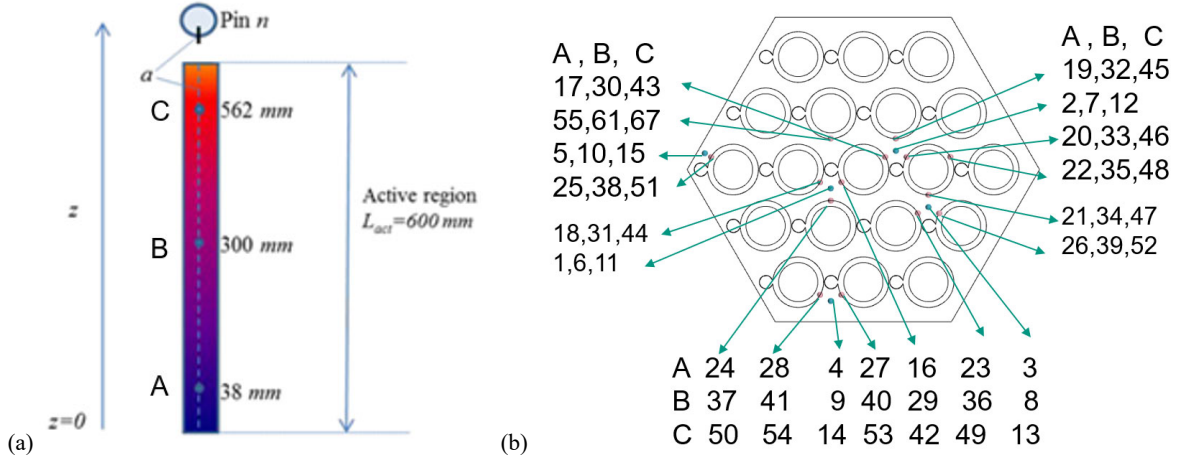 Pin n
a
C
562 mm
z
Active region
L_act=600 mm
B
300 mm
A
38 mm
z=0
(a)
A , B, C
17,30,43
55,61,67
5,10,15
25,38,51
18,31,44
1,6,11
A , B, C
19,32,45
2,7,12
20,33,46
22,35,48
21,34,47
26,39,52
A 24 28 4 27 16 23 3
B 37 41 9 40 29 36 8
C 50 54 14 53 42 49 13
(b)